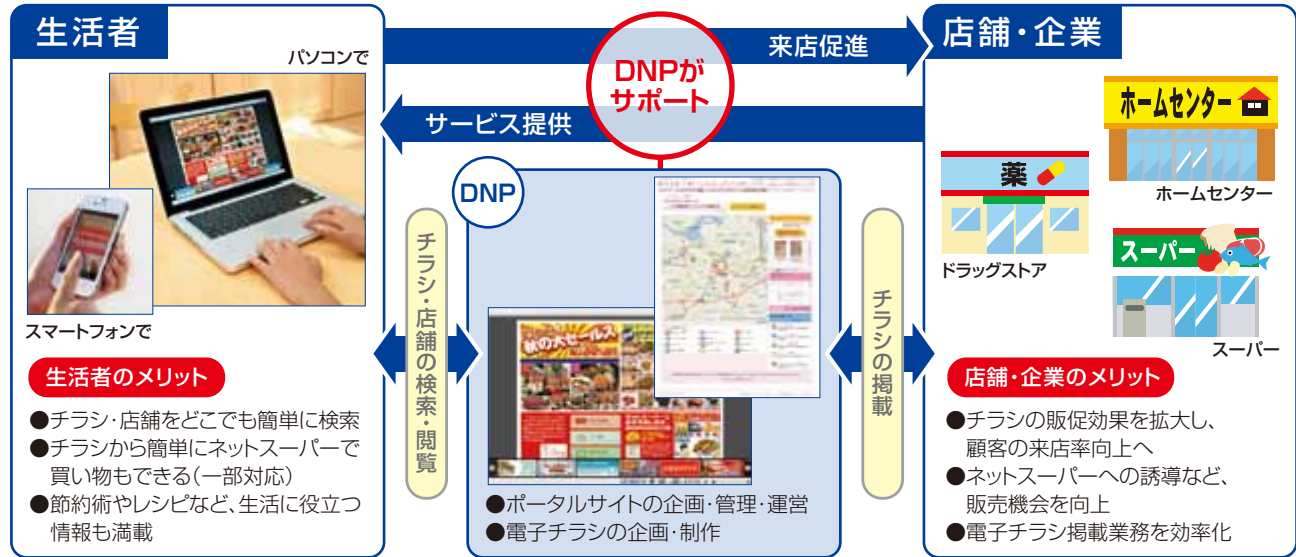 生活者
パソコンで
スマートフォンで
生活者のメリット
●チラシ・店舗をどこでも簡単に検索
●チラシから簡単にネットスーパーで
買い物もできる(一部対応)
●節約術やレシピなど、生活に役立つ
情報も満載
来店促進
DNPが
サポート
サービス提供
DNP
チラシ・店舗の検索・閲覧
秋の大セールス
●ポータルサイトの企画・管理・運営
●電子チラシの企画・制作
チラシの掲載
店舗・企業
ホームセンター
ホームセンター
薬
ドラッグストア
スーパー
スーパー
店舗・企業のメリット
●チラシの販促効果を拡大し、
顧客の来店率向上へ
●ネットスーパーへの誘導など、
販売機会を向上
●電子チラシ掲載業務を効率化